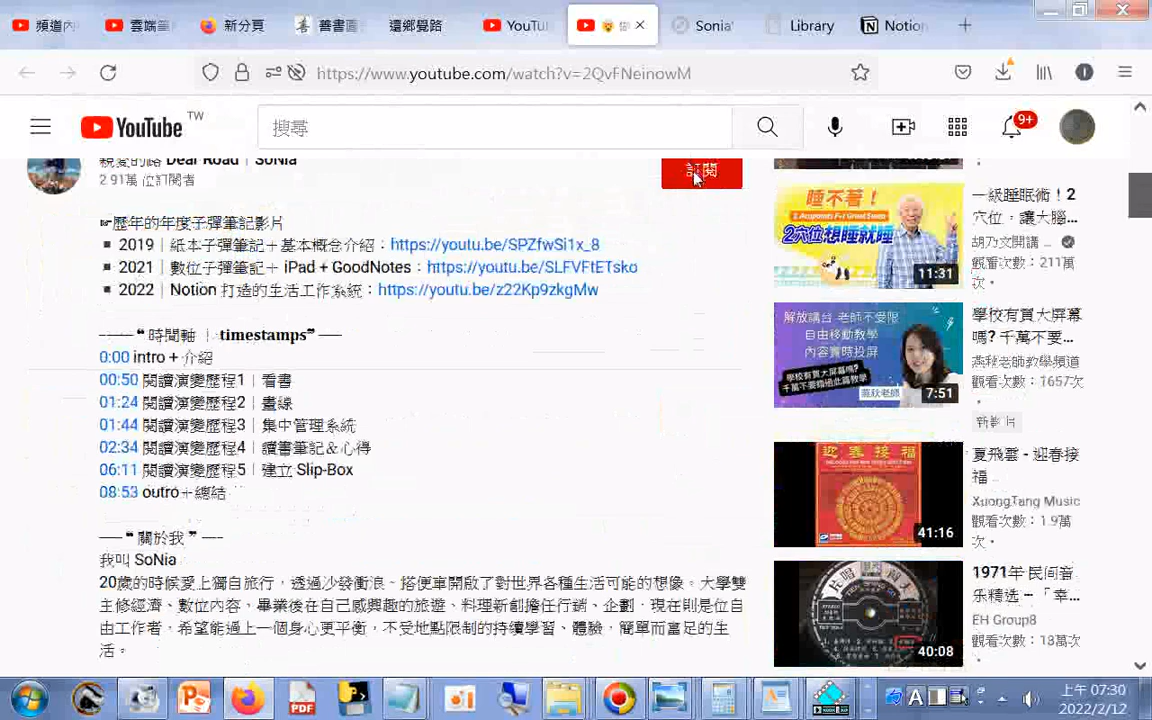 頻道內
雲端筆
新分頁
善書區
還鄉覺路
YouTu
Sonia'
Library
Notion
https://www.youtube.com/watch?v=2QvFNeinowM
YouTube TW
搜尋
9+
親愛的路 Dear Road｜SoNia
2.91萬 位訂閱者
訂閱
☞歷年的年度子彈筆記影片
▪ 2019｜紙本子彈筆記＋基本概念介紹：https://youtu.be/SPZfwSi1x_8
▪ 2021｜數位子彈筆記＋ iPad + GoodNotes：https://youtu.be/SLFVFtETsko
▪ 2022｜Notion 打造的生活工作系統：https://youtu.be/z22Kp9zkgMw
——❝ 時間軸 ｜ timestamps❞ ——
0:00 intro + 介紹
00:50 閱讀演變歷程1｜看書
01:24 閱讀演變歷程2｜畫線
01:44 閱讀演變歷程3｜集中管理系統
02:34 閱讀演變歷程4｜讀書筆記＆心得
06:11 閱讀演變歷程5｜建立 Slip-Box
08:53 outro＋總結
——❝ 關於我 ❞ ——
我叫 SoNia
20歲的時候愛上獨自旅行，透過沙發衝浪、搭便車開啟了對世界各種生活可能的想像。大學雙
主修經濟、數位內容，畢業後在自己感興趣的旅遊、料理新創擔任行銷、企劃，現在則是位自
由工作者，希望能過上一個身心更平衡，不受地點限制的持續學習、體驗，簡單而富足的生
活。
睡不著！
2 Acupoints F·r Great Sleep
2穴位想睡就睡
11:31
一級睡眠術！2
穴位，讓大腦...
胡乃文開講 ...
觀看次數：211萬
次・
解放講台 老師不受限
自由移動教學
內容實時投屏
學校有買大屏幕嗎?
千萬不要錯過此篇教學
7:51
學校有買大屏幕
嗎? 千萬不要...
觀看次數：1657次
・
新影片
迎春接福
41:16
夏飛雲 - 迎春接
福
XuongTang Music
觀看次數：1.9萬
次・
40:08
1971年 民间音
乐精选 –「幸...
EH Group8
觀看次數：13萬
次・
PDF
A
上午 07:30
2022/2/12